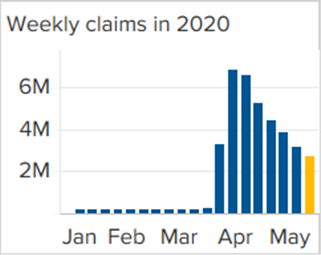 Weekly claims in 2020
6M
4M
2M
Jan Feb Mar Apr May